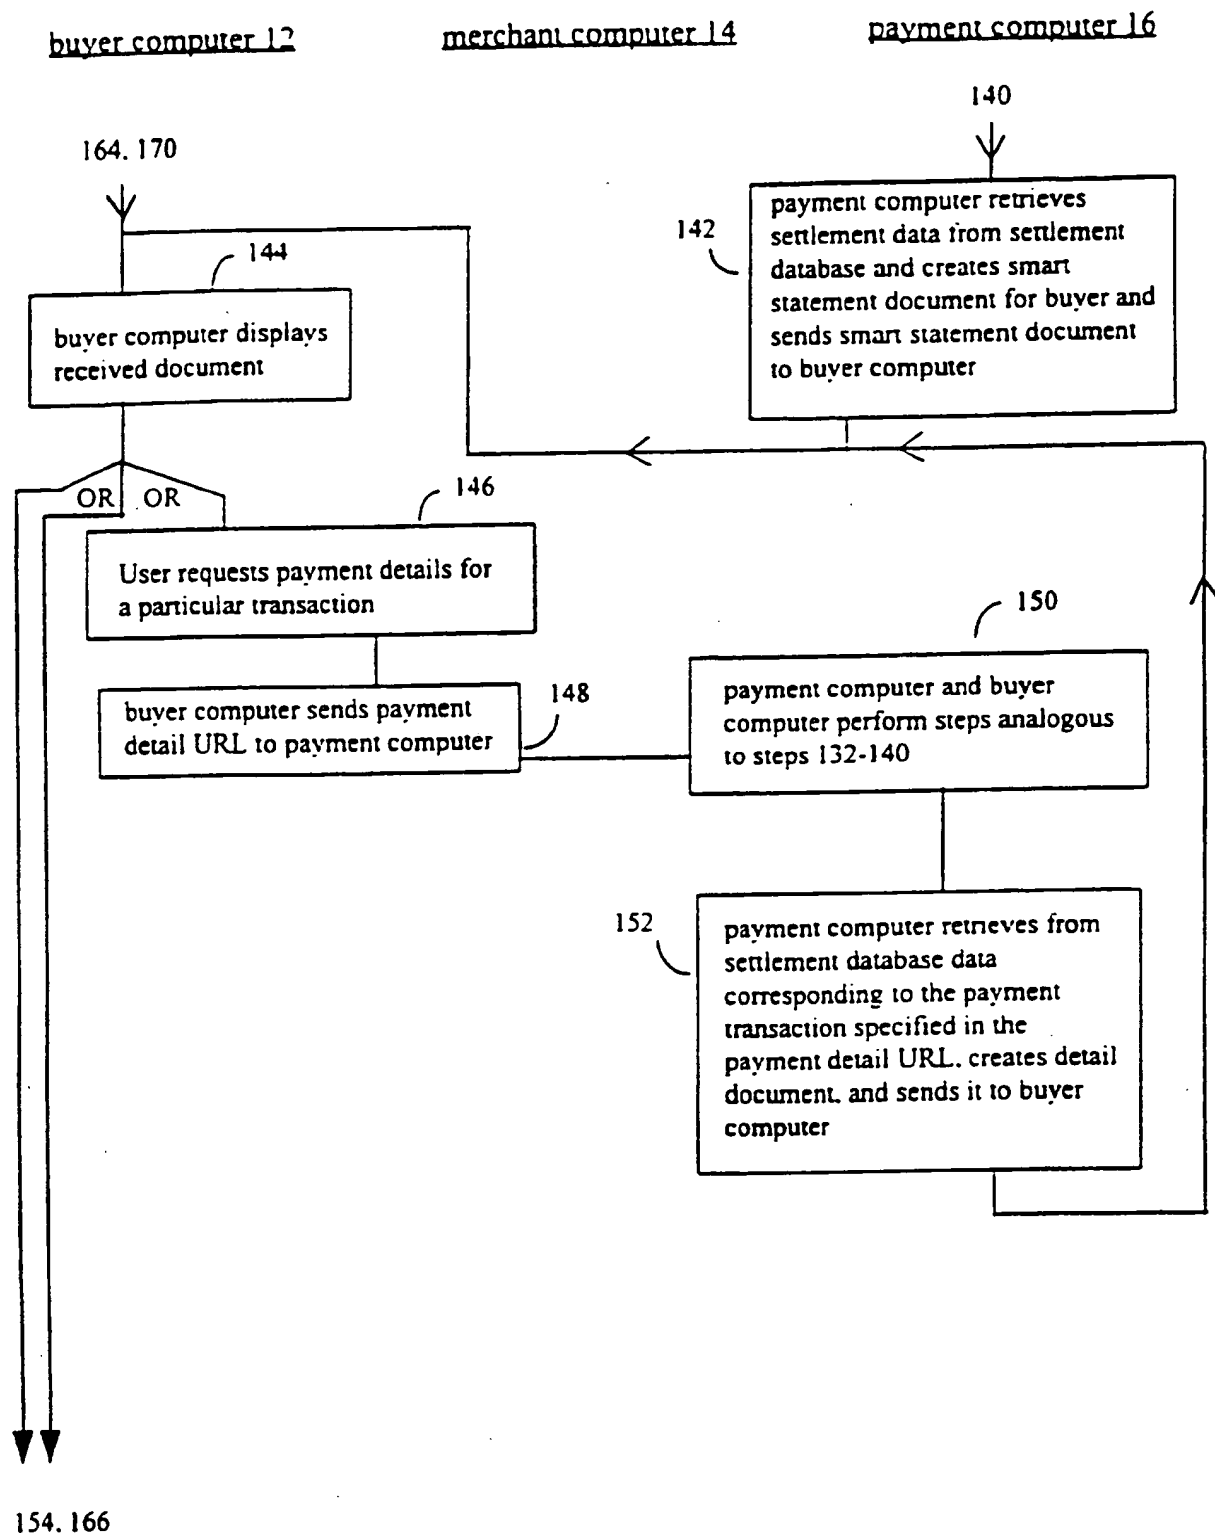 buyer computer 12
merchant computer 14
payment computer 16
140
164. 170
142
payment computer retrieves
settlement data from settlement
database and creates smart
statement document for buyer and
sends smart statement document
to buyer computer
144
buyer computer displays
received document
OR OR
146
User requests payment details for
a particular transaction
148
buyer computer sends payment
detail URL to payment computer
150
payment computer and buyer
computer perform steps analogous
to steps 132-140
152
payment computer retrieves from
settlement database data
corresponding to the payment
transaction specified in the
payment detail URL. creates detail
document. and sends it to buyer
computer
154. 166